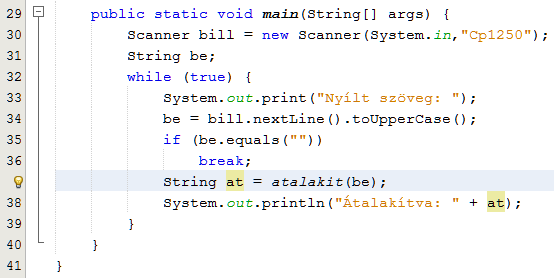 29 public static void main(String[] args) {
30 Scanner bill = new Scanner(System.in,"Cp1250");
31 String be;
32 while (true) {
33 System.out.print("Nyílt szöveg: ");
34 be = bill.nextLine().toUpperCase();
35 if (be.equals(""))
36 break;
String at = atalakit(be);
38 System.out.println("Átalakítva: " + at);
39 }
40 }
41 }